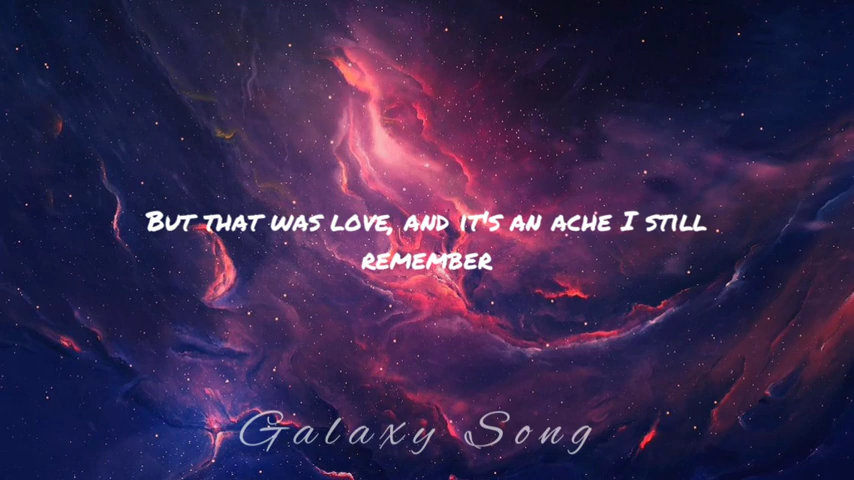 But that was love, and it's an ache I still
remember
Galaxy Song